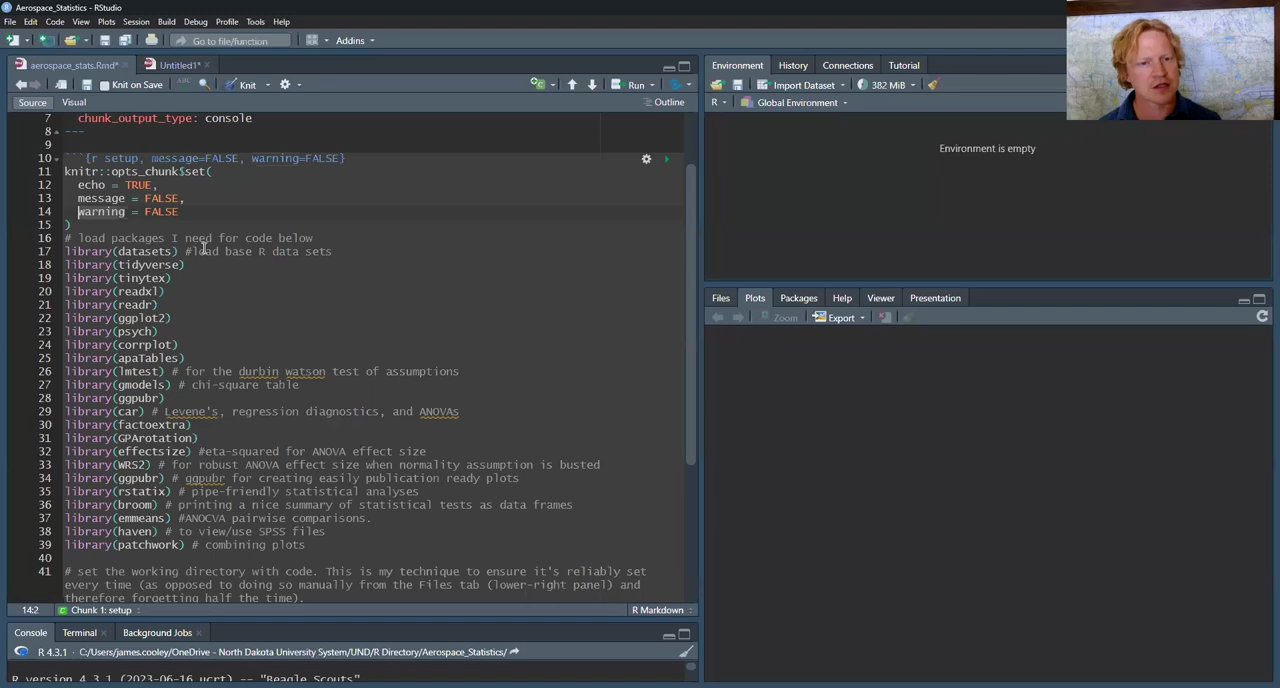 Aerospace_Statistics - RStudio
File Edit Code View Plots Session Build Debug Profile Tools Help
Go to file/function Addins
aerospace_stats.Rmd* Untitled1*
Knit on Save Knit Run
Source Visual Outline
7 chunk_output_type: console
8 ---
9
10 ```{r setup, message=FALSE, warning=FALSE}
11 knitr::opts_chunk$set(
12 echo = TRUE,
13 message = FALSE,
14 warning = FALSE
15 )
16 # load packages I need for code below
17 library(datasets) #load base R data sets
18 library(tidyverse)
19 library(tinytex)
20 library(readxl)
21 library(readr)
22 library(ggplot2)
23 library(psych)
24 library(corrplot)
25 library(apaTables)
26 library(lmtest) # for the durbin watson test of assumptions
27 library(gmodels) # chi-square table
28 library(ggpubr)
29 library(car) # Levene's, regression diagnostics, and ANOVAs
30 library(factoextra)
31 library(GPArotation)
32 library(effectsize) #eta-squared for ANOVA effect size
33 library(WRS2) # for robust ANOVA effect size when normality assumption is busted
34 library(ggpubr) # ggpubr for creating easily publication ready plots
35 library(rstatix) # pipe-friendly statistical analyses
36 library(broom) # printing a nice summary of statistical tests as data frames
37 library(emmeans) #ANOCVA pairwise comparisons.
38 library(haven) # to view/use SPSS files
39 library(patchwork) # combining plots
40
41 # set the working directory with code. This is my technique to ensure it's reliably set
every time (as opposed to doing so manually from the Files tab (lower-right panel) and
therefore forgetting half the time).
14:2 Chunk 1: setup R Markdown
Console Terminal Background Jobs
R 4.3.1 · C:/Users/james.cooley/OneDrive - North Dakota University System/UND/R Directory/Aerospace_Statistics/
R version 4.3.1 (2023-06-16 ucrt) -- "Beagle Scouts"
Environment History Connections Tutorial
Import Dataset 382 MiB
R Global Environment
Environment is empty
Files Plots Packages Help Viewer Presentation
Zoom Export